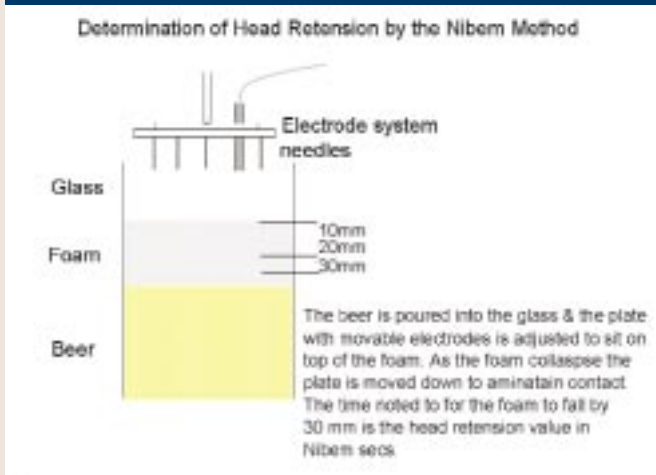 Determination of Head Retension by the Nibem Method
Electrode system
needles
Glass
10mm
20mm
Foam
30mm
The beer is poured into the glass & the plate
Beer
with movable electrodes is adjusted to sit on
top of the foam. As the foam collaspse the
plate is moved down to aminatain contact
The time noted to for the foam to fall by
30 mm is the head retension value in
Nibem secs